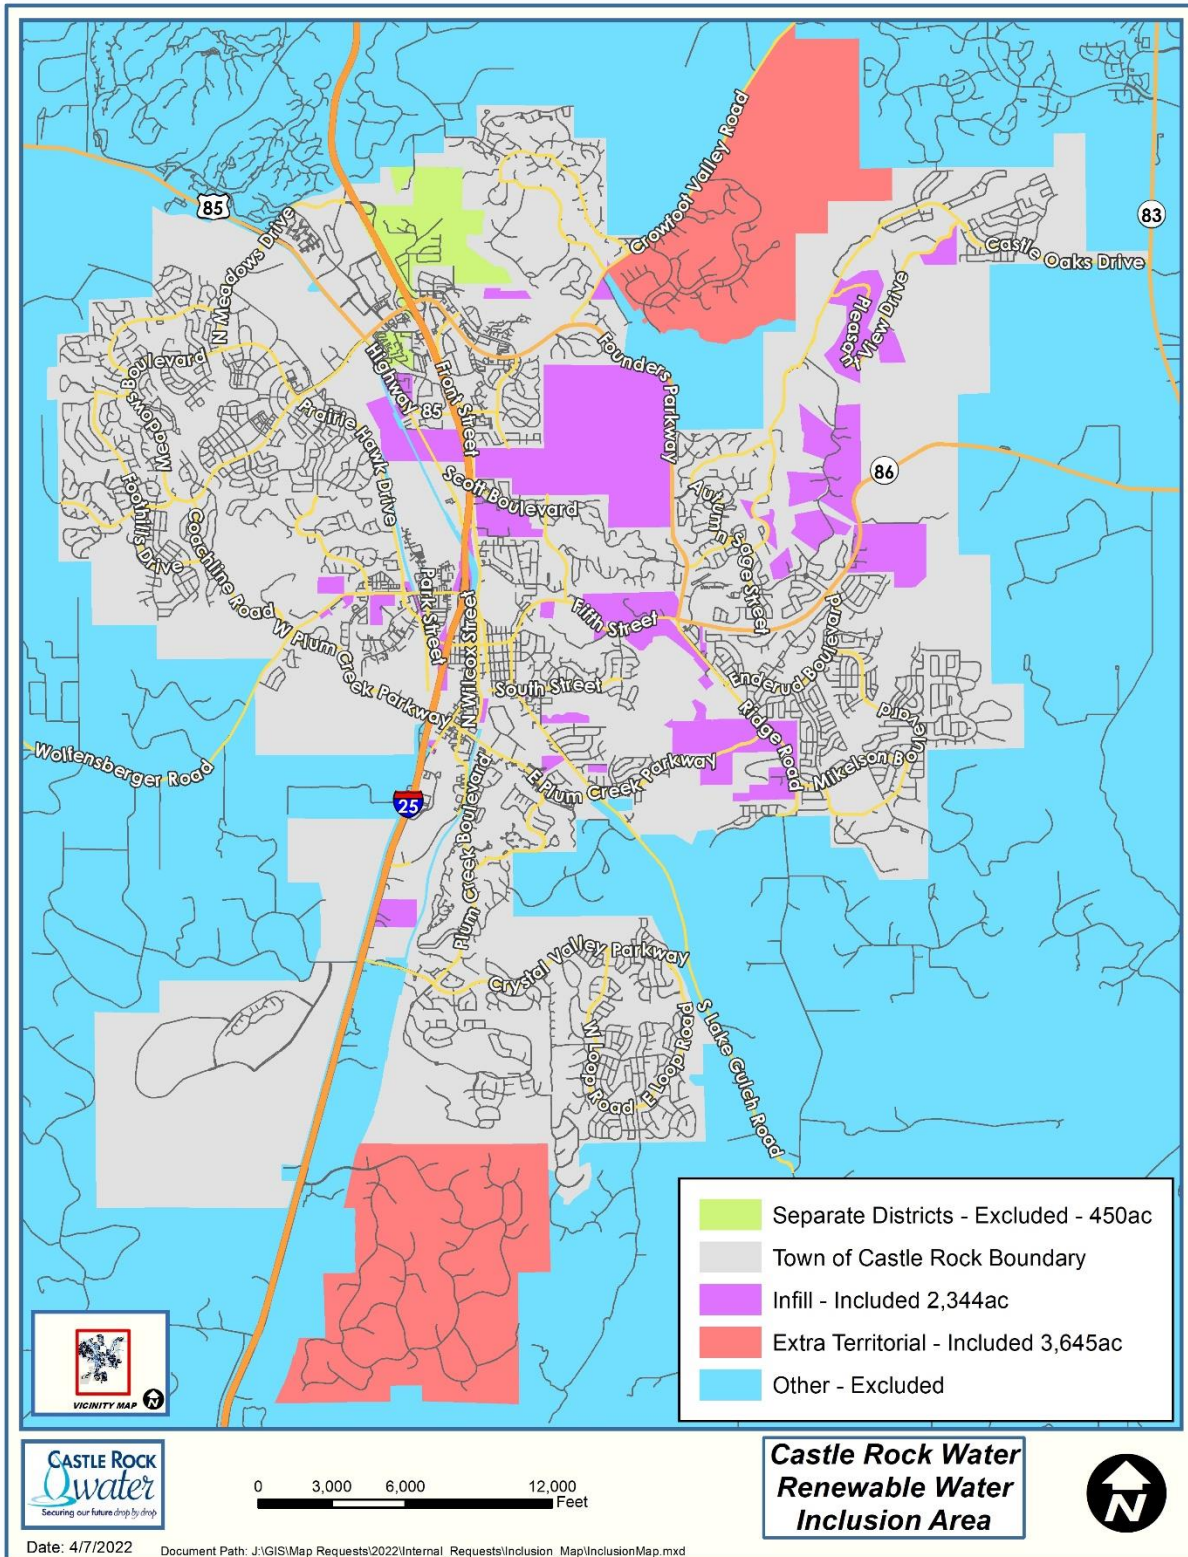 85
83
Crowfoot Valley Road
Castle Oaks Drive
N Meadows Drive
Pleasant
View Drive
Founders
Parkway
Meadows
Boulevard
Highway
85
Front Street
Prairie Hawk Drive
86
Scott Boulevard
Autumn
Sage Street
Foothills Drive
Coachline Road
Park Street
Fifth Street
N Wilcox Street
W Plum Creek Parkway
South Street
Enderud Boulevard
Ridge Road
Mikelson Boulevard
Wolfensberger Road
E Plum Creek Parkway
25
Plum Creek Boulevard
Crystal Valley Parkway
W Loop Road
E Loop Road
S Lake Gulch Road
Separate Districts - Excluded - 450ac
Town of Castle Rock Boundary
Infill - Included 2,344ac
Extra Territorial - Included 3,645ac
Other - Excluded
VICINITY MAP
N
CASTLE ROCK
water
Securing our future drop by drop
0 3,000 6,000 12,000
Feet
Castle Rock Water
Renewable Water
Inclusion Area
N
Date: 4/7/2022
Document Path: J:\GIS\Map Requests\2022\Internal_Requests\Inclusion_Map\InclusionMap.mxd